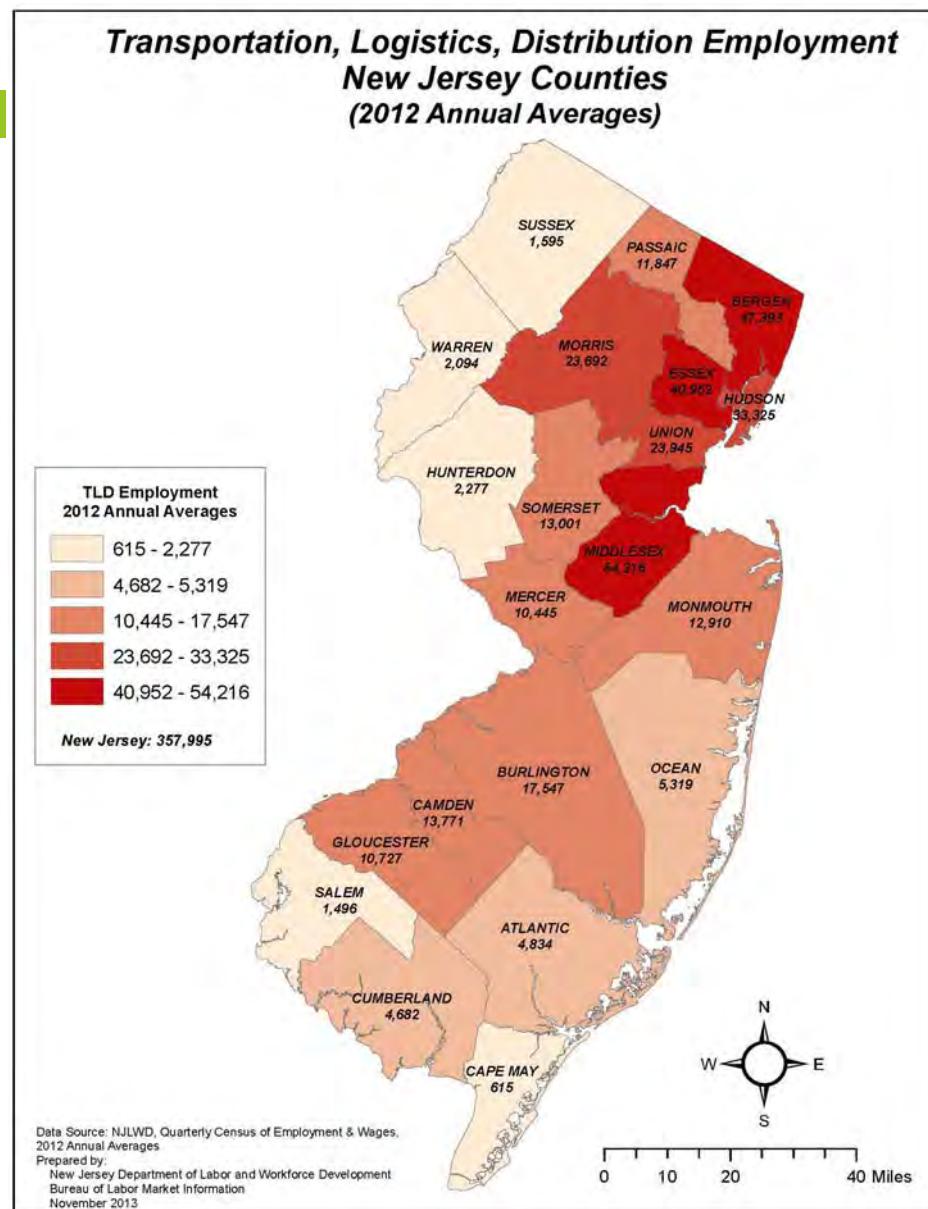 Transportation, Logistics, Distribution Employment
New Jersey Counties
(2012 Annual Averages)
SUSSEX
1,595
PASSAIC
11,847
BERGEN
47,393
WARREN
2,094
MORRIS
23,692
ESSEX
40,952
HUDSON
33,325
UNION
23,945
HUNTERDON
2,277
SOMERSET
13,001
MIDDLESEX
54,216
MERCER
10,445
MONMOUTH
12,910
TLD Employment
2012 Annual Averages
615 - 2,277
4,682 - 5,319
10,445 - 17,547
23,692 - 33,325
40,952 - 54,216
New Jersey: 357,995
OCEAN
5,319
BURLINGTON
17,547
CAMDEN
13,771
GLOUCESTER
10,727
SALEM
1,496
ATLANTIC
4,834
CUMBERLAND
4,682
CAPE MAY
615
N
W
E
S
Data Source: NJLWD, Quarterly Census of Employment & Wages,
2012 Annual Averages
Prepared by:
New Jersey Department of Labor and Workforce Development
Bureau of Labor Market Information
November 2013
0 10 20 40 Miles